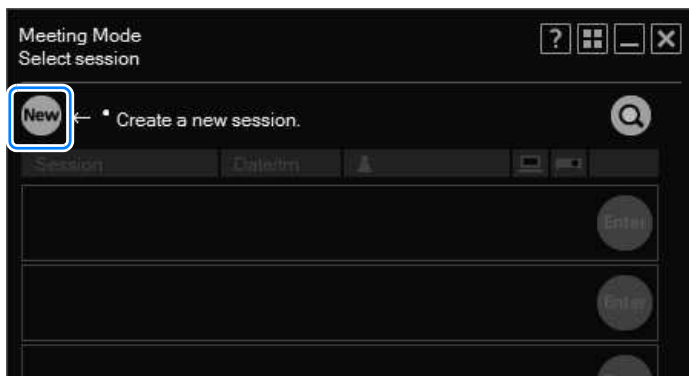 Meeting Mode
Select session
?
New ← • Create a new session.
Session Date/tm
Enter
Enter